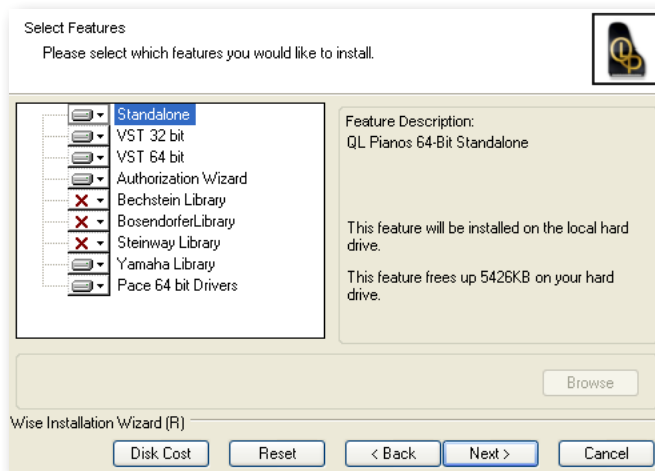 Select Features
Please select which features you would like to install.
QP
Standalone
VST 32 bit
VST 64 bit
Authorization Wizard
Bechstein Library
BosendorferLibrary
Steinway Library
Yamaha Library
Pace 64 bit Drivers
Feature Description:
QL Pianos 64-Bit Standalone
This feature will be installed on the local hard
drive.
This feature frees up 5426KB on your hard
drive.
Browse
Wise Installation Wizard (R)
Disk Cost
Reset
< Back
Next >
Cancel